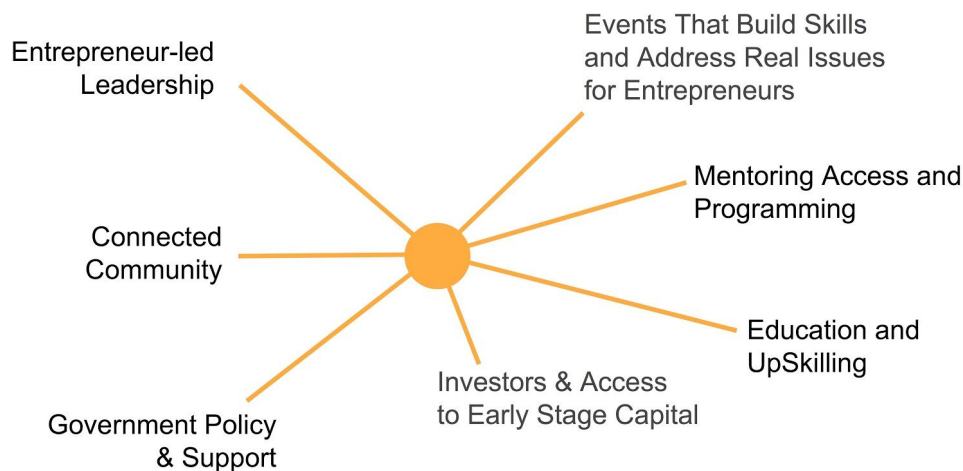 Entrepreneur-led
Leadership
Events That Build Skills
and Address Real Issues
for Entrepreneurs
Mentoring Access and
Programming
Connected
Community
Education and
UpSkilling
Investors & Access
to Early Stage Capital
Government Policy
& Support